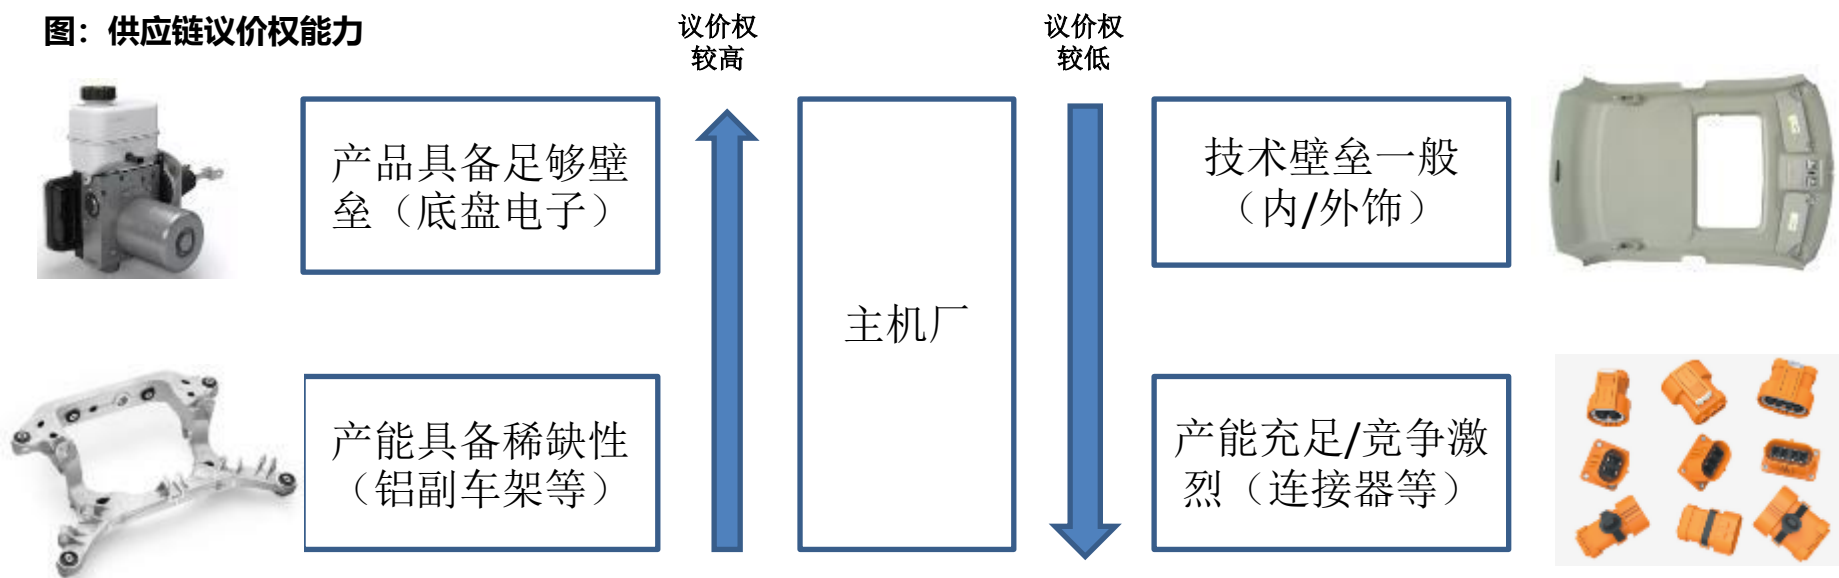 图：供应链议价权能力
议价权
较高
议价权
较低
产品具备足够壁
垒（底盘电子）
主机厂
技术壁垒一般
（内/外饰）
产能具备稀缺性
（铝副车架等）
产能充足/竞争激
烈（连接器等）